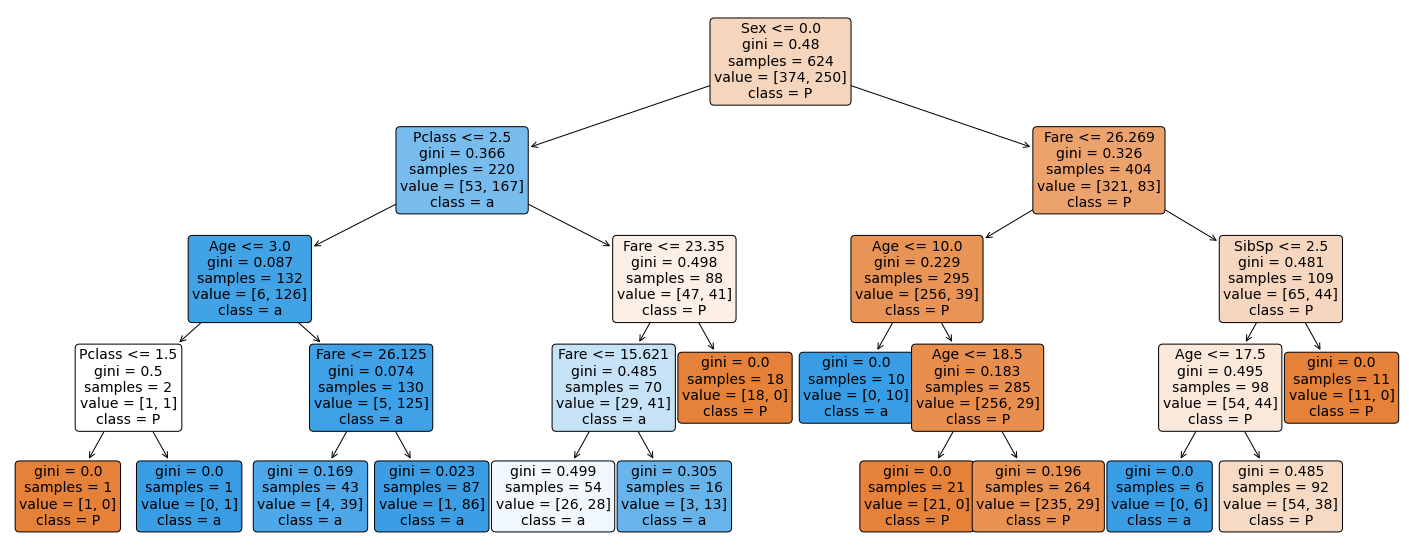 Sex <= 0.0
gini = 0.48
samples = 624
value = [374, 250]
class = P
Pclass <= 2.5
gini = 0.366
samples = 220
value = [53, 167]
class = a
Fare <= 26.269
gini = 0.326
samples = 404
value = [321, 83]
class = P
Age <= 3.0
gini = 0.087
samples = 132
value = [6, 126]
class = a
Fare <= 23.35
gini = 0.498
samples = 88
value = [47, 41]
class = P
Age <= 10.0
gini = 0.229
samples = 295
value = [256, 39]
class = P
SibSp <= 2.5
gini = 0.481
samples = 109
value = [65, 44]
class = P
Pclass <= 1.5
gini = 0.5
samples = 2
value = [1, 1]
class = P
Fare <= 26.125
gini = 0.074
samples = 130
value = [5, 125]
class = a
Fare <= 15.621
gini = 0.485
samples = 70
value = [29, 41]
class = a
gini = 0.0
samples = 18
value = [18, 0]
class = P
gini = 0.0
samples = 10
value = [0, 10]
class = a
Age <= 18.5
gini = 0.183
samples = 285
value = [256, 29]
class = P
Age <= 17.5
gini = 0.495
samples = 98
value = [54, 44]
class = P
gini = 0.0
samples = 11
value = [11, 0]
class = P
gini = 0.0
samples = 1
value = [1, 0]
class = P
gini = 0.0
samples = 1
value = [0, 1]
class = a
gini = 0.169
samples = 43
value = [4, 39]
class = a
gini = 0.023
samples = 87
value = [1, 86]
class = a
gini = 0.499
samples = 54
value = [26, 28]
class = a
gini = 0.305
samples = 16
value = [3, 13]
class = a
gini = 0.0
samples = 21
value = [21, 0]
class = P
gini = 0.196
samples = 264
value = [235, 29]
class = P
gini = 0.0
samples = 6
value = [0, 6]
class = a
gini = 0.485
samples = 92
value = [54, 38]
class = P